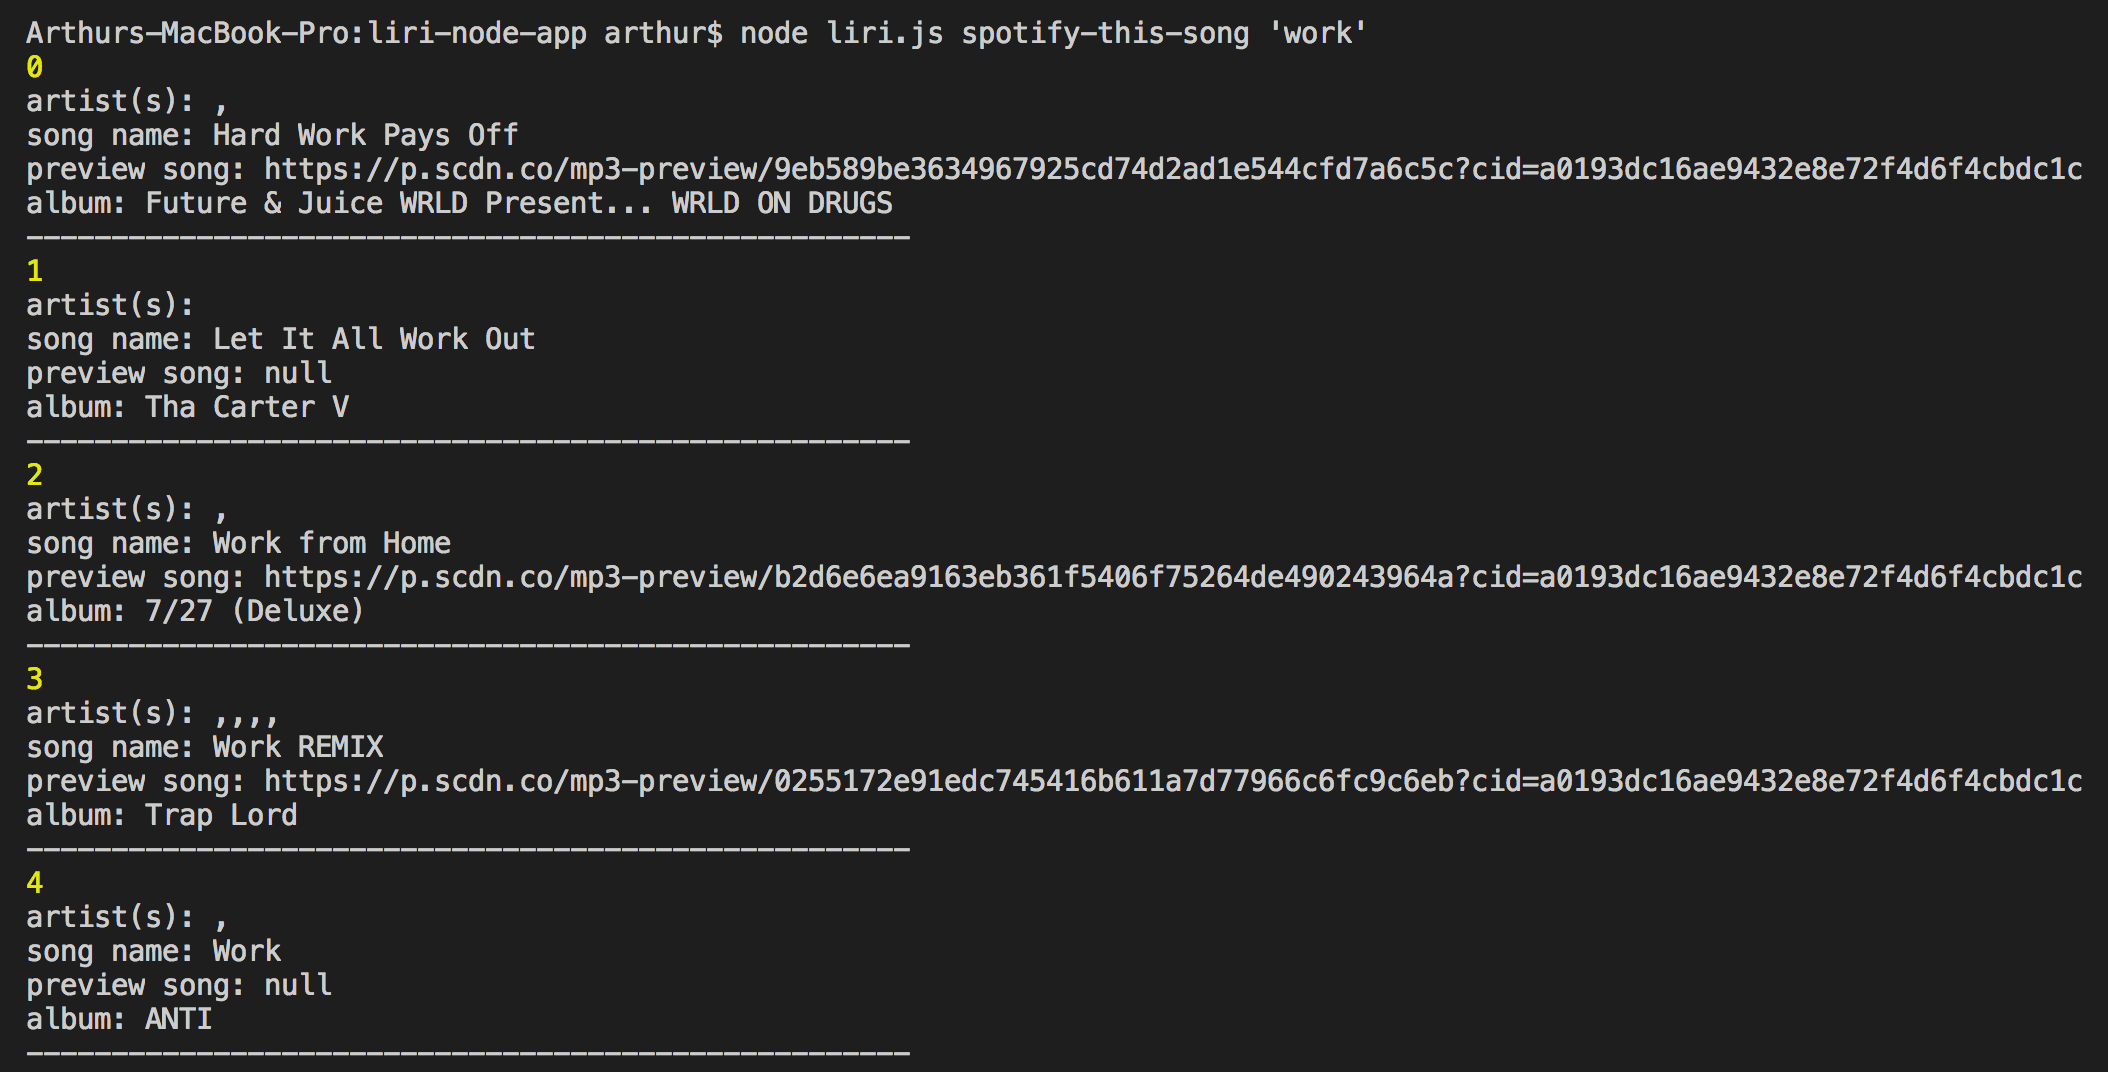 Arthurs-MacBook-Pro:liri-node-app arthur$ node liri.js spotify-this-song 'work'
0
artist(s): ,
song name: Hard Work Pays Off
preview song: https://p.scdn.co/mp3-preview/9eb589be3634967925cd74d2ad1e544cfd7a6c5c?cid=a0193dc16ae9432e8e72f4d6f4cbdc1c
album: Future & Juice WRLD Present... WRLD ON DRUGS
----------------------------------------------------
1
artist(s):
song name: Let It All Work Out
preview song: null
album: Tha Carter V
----------------------------------------------------
2
artist(s): ,
song name: Work from Home
preview song: https://p.scdn.co/mp3-preview/b2d6e6ea9163eb361f5406f75264de490243964a?cid=a0193dc16ae9432e8e72f4d6f4cbdc1c
album: 7/27 (Deluxe)
----------------------------------------------------
3
artist(s): ,,,,
song name: Work REMIX
preview song: https://p.scdn.co/mp3-preview/0255172e91edc745416b611a7d77966c6fc9c6eb?cid=a0193dc16ae9432e8e72f4d6f4cbdc1c
album: Trap Lord
----------------------------------------------------
4
artist(s): ,
song name: Work
preview song: null
album: ANTI
----------------------------------------------------